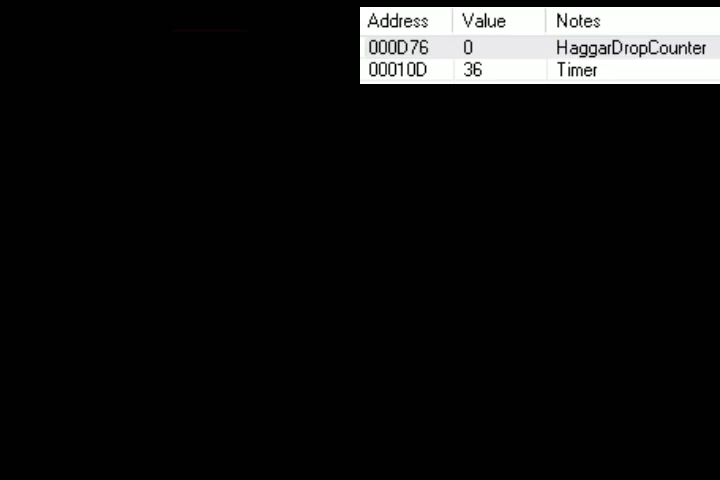 Address Value Notes
000D76 0 HaggarDropCounter
00010D 36 Timer